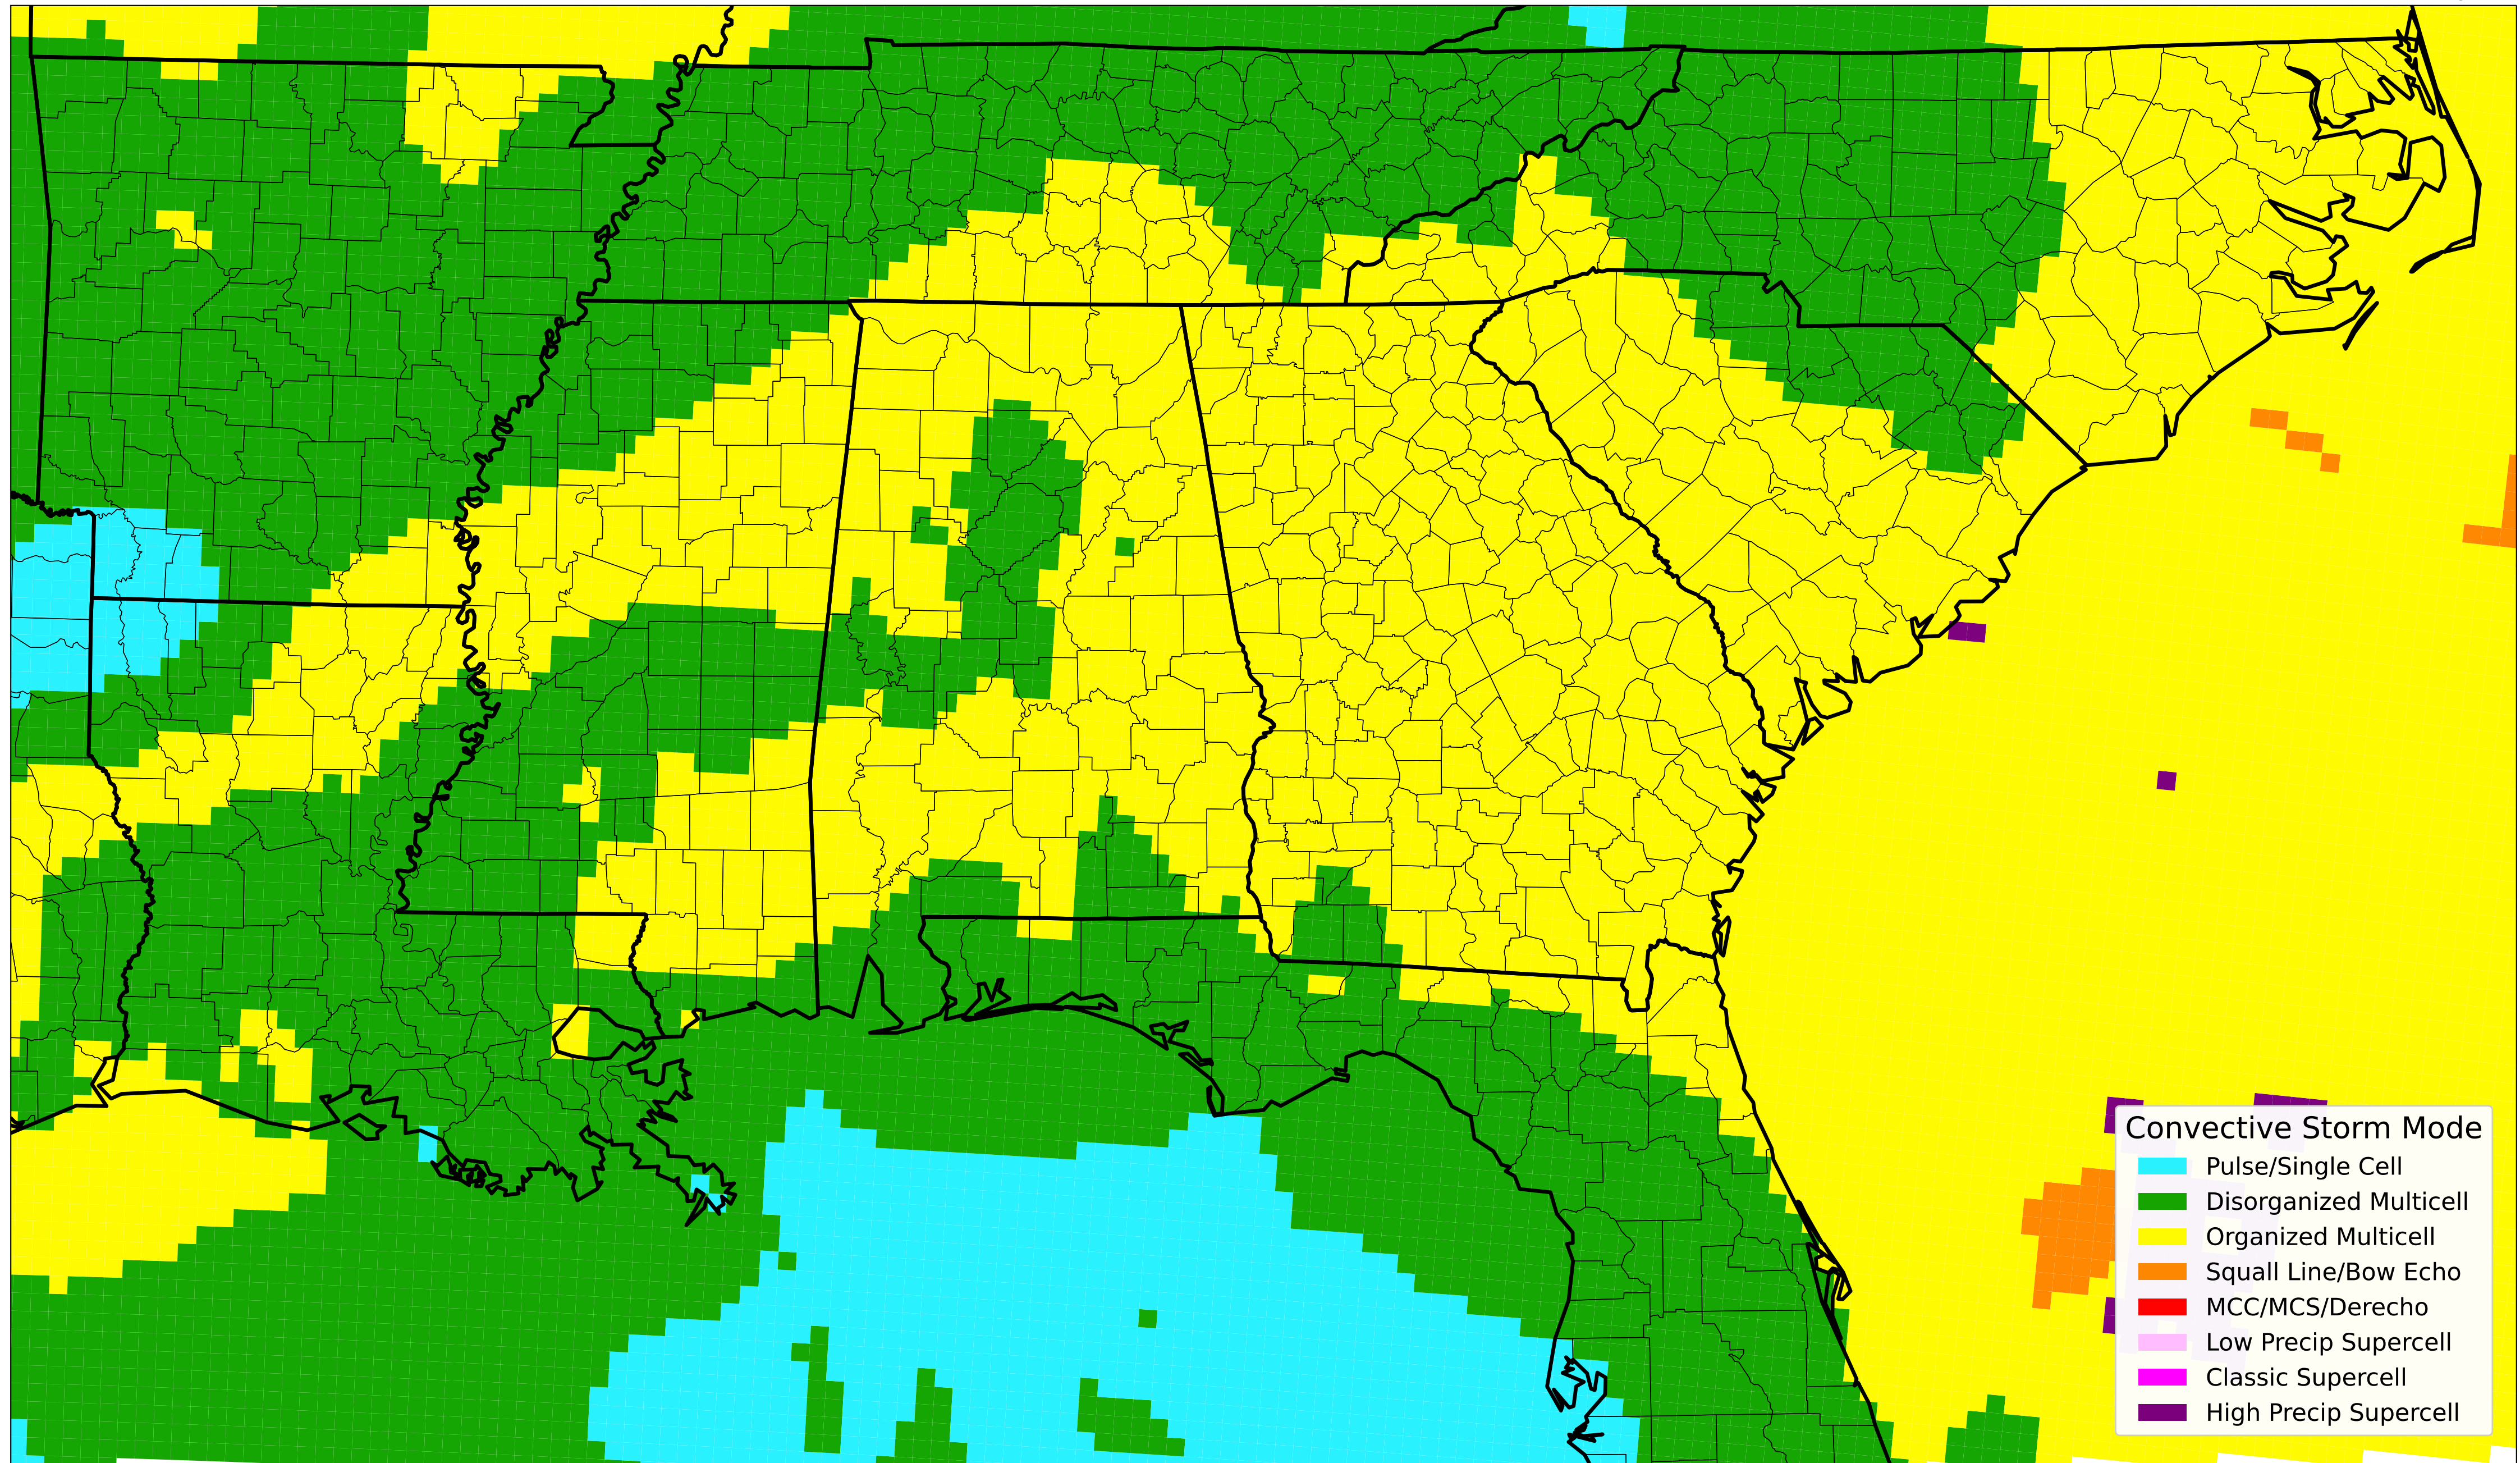 Convective Storm Mode
Pulse/Single Cell
Disorganized Multicell
Organized Multicell
Squall Line/Bow Echo
MCC/MCS/Derecho
Low Precip Supercell
Classic Supercell
High Precip Supercell